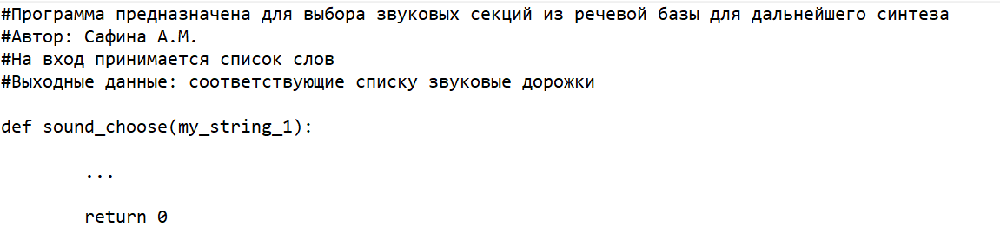 #Программа предназначена для выбора звуковых секций из речевой базы для дальнейшего синтеза
#Автор: Сафина А.М.
#На вход принимается список слов
#Выходные данные: соответствующие списку звуковые дорожки
def sound_choose(my_string_1):
...
return 0